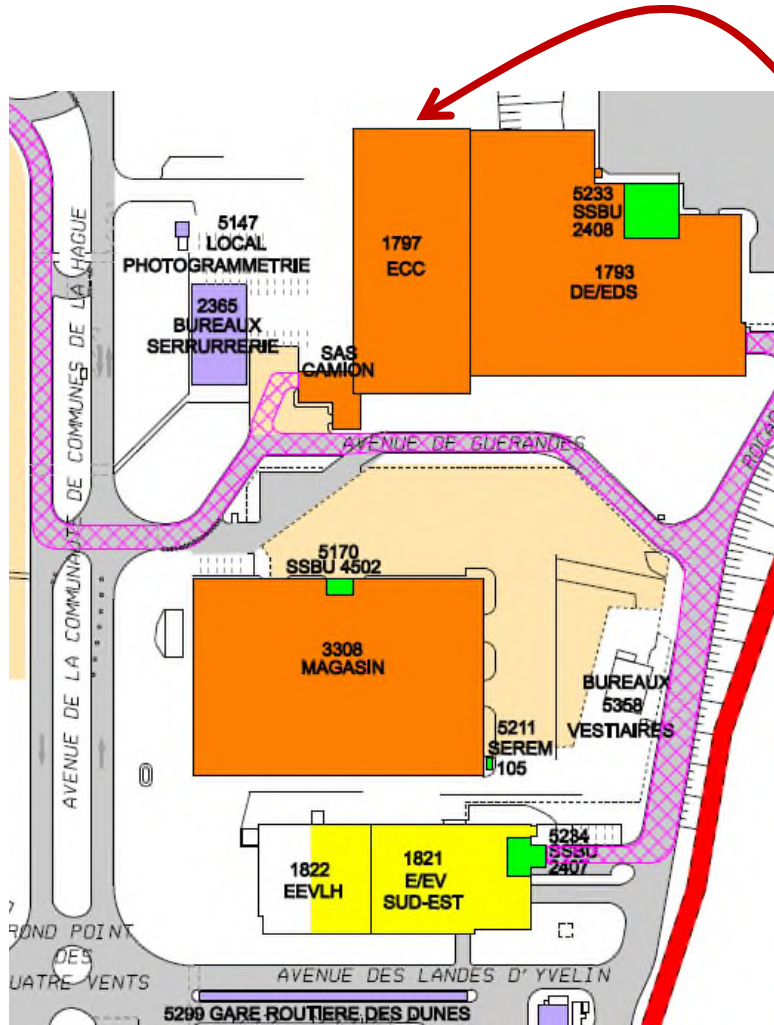 5147
LOCAL
PHOTOGRAMMETRIE
2365
BUREAUX
SERRURRERIE
SAS
CAMION
1797
ECC
5233
SSBU
2408
1793
DE/EDS
AVENUE DE LA COMMUNAUTE DE COMMUNES DE LA HAGUE
AVENUE DE GUERANDES
5170
SSBU 4502
3308
MAGASIN
BUREAUX
5358
VESTIAIRES
5211
SEREM
105
1822
EEVLH
1821
E/EV
SUD-EST
5234
SSBU
2407
ROND POINT
DES
QUATRE VENTS
AVENUE DES LANDES D'YVELIN
5299 GARE ROUTIERE DES DUNES